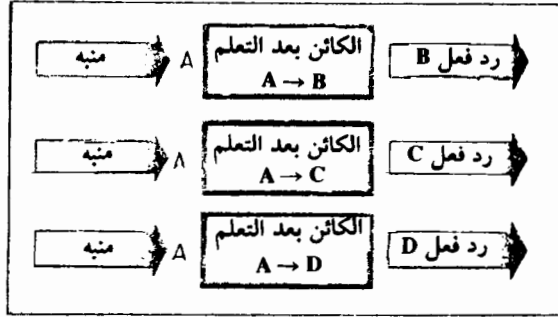 منبه A
الكائن بعد التعلم
A → B
رد فعل B
منبه A
الكائن بعد التعلم
A → C
رد فعل C
منبه A
الكائن بعد التعلم
A → D
رد فعل D